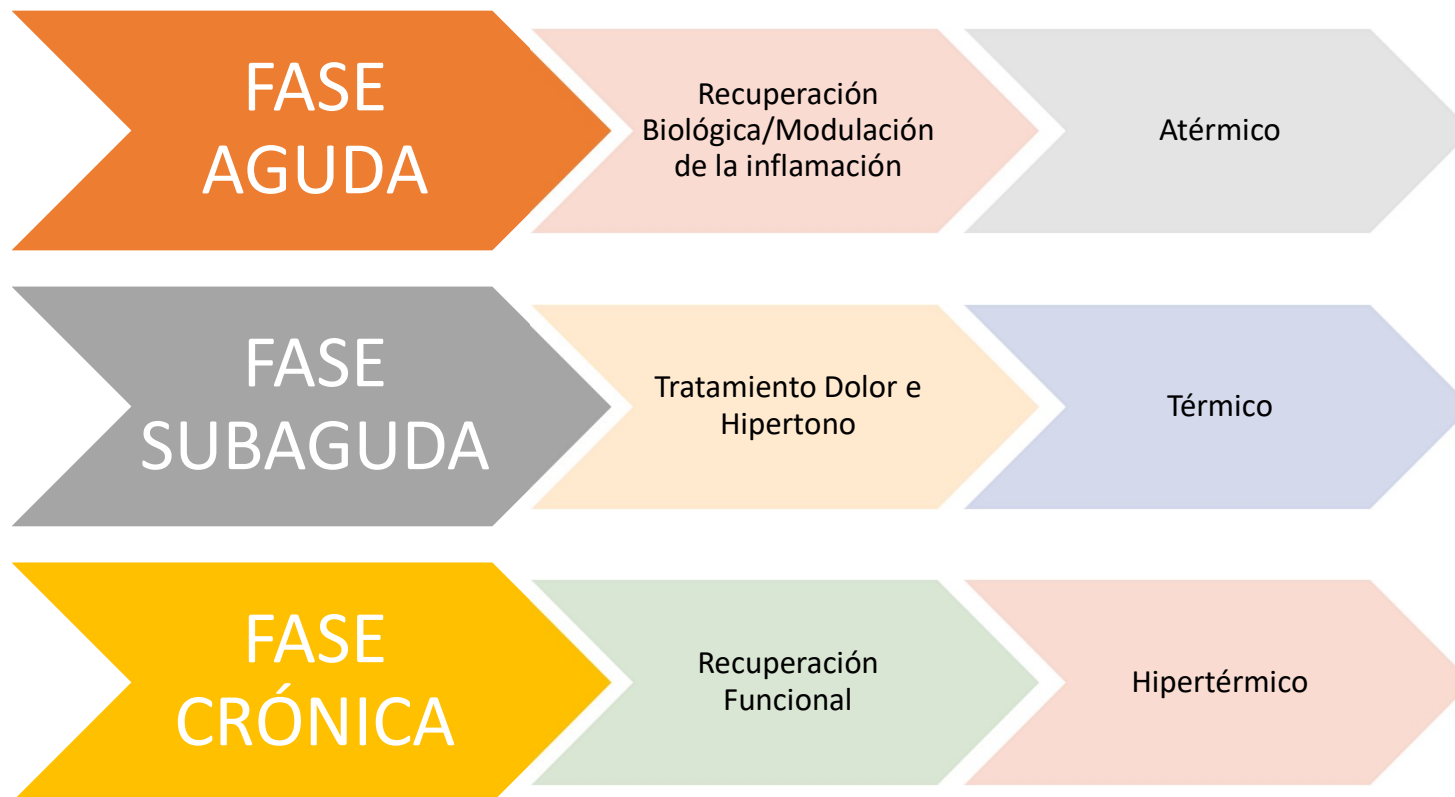 FASE
AGUDA
Recuperación
Biológica/Modulación
de la inflamación
Atérmico
FASE
SUBAGUDA
Tratamiento Dolor e
Hipertono
Térmico
FASE
CRÓNICA
Recuperación
Funcional
Hipertérmico